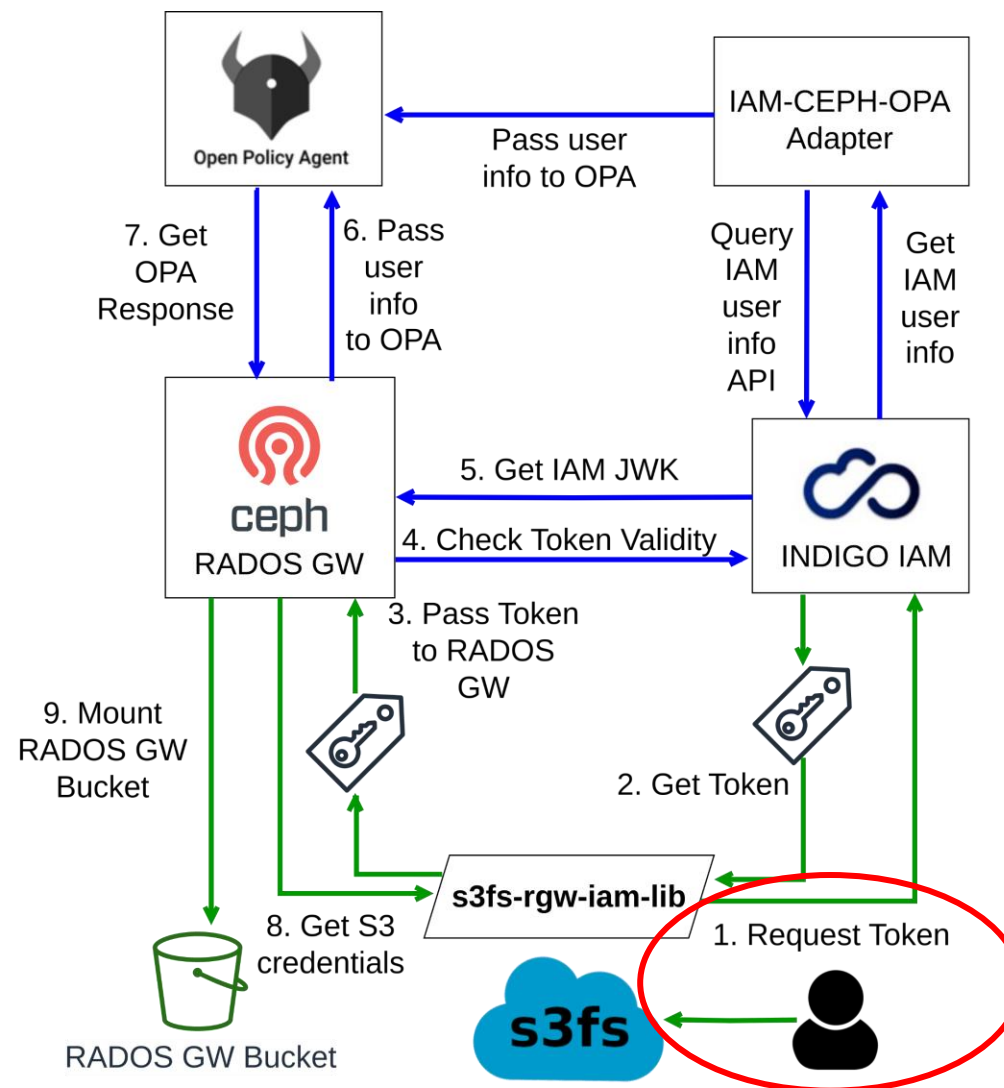 Open Policy Agent
IAM-CEPH-OPA
Adapter
Pass user
info to OPA
7. Get
OPA
Response
6. Pass
user
info
to OPA
Query
IAM
user
info
API
Get
IAM
user
info
ceph
RADOS GW
5. Get IAM JWK
4. Check Token Validity
INDIGO IAM
3. Pass Token
to RADOS
GW
9. Mount
RADOS GW
Bucket
2. Get Token
s3fs-rgw-iam-lib
8. Get S3
credentials
1. Request Token
s3fs
RADOS GW Bucket